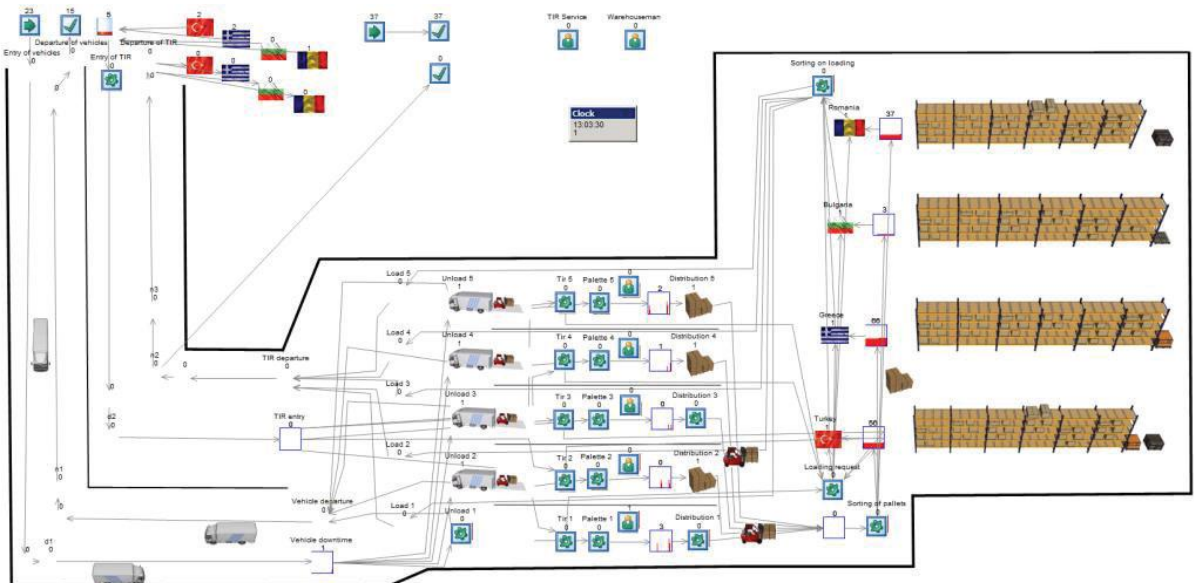 23 15 5 2 37 37
TIR Service Warehouseman
0 0
2
Departure of vehicles Departure of TIR
Entry of vehicles 0 0
0 Entry of TIR
0
1
0 0 0 0
0
Clock
13:03:30
1
Sorting on loading
0
Romania
1 37
Bulgaria
1 3
Greece
1 66
Turkey
1 56
Loading request
0
Sorting of pallets
0 0
Load 5
0
Unload 5
1
Tir 5 Palette 5 0 Distribution 5
0 0 2 1
Load 4
0
Unload 4
1
Tir 4 Palette 4 0 Distribution 4
0 0 1 1
TIR departure
0 0
Load 3
0
Unload 3
1
Tir 3 Palette 3 0 Distribution 3
0 0 0 0
TIR entry
0
Load 2
0
Unload 2
1
Tir 2 Palette 2 0 Distribution 2
0 0 0 1
Load 1
0
Unload 1
0
Tir 1 Palette 1 1 Distribution 1
0 0 3 0
Vehicle departure
0
Vehicle downtime
1
n3
0
n2
0
d2
0
n1
0
d1
0